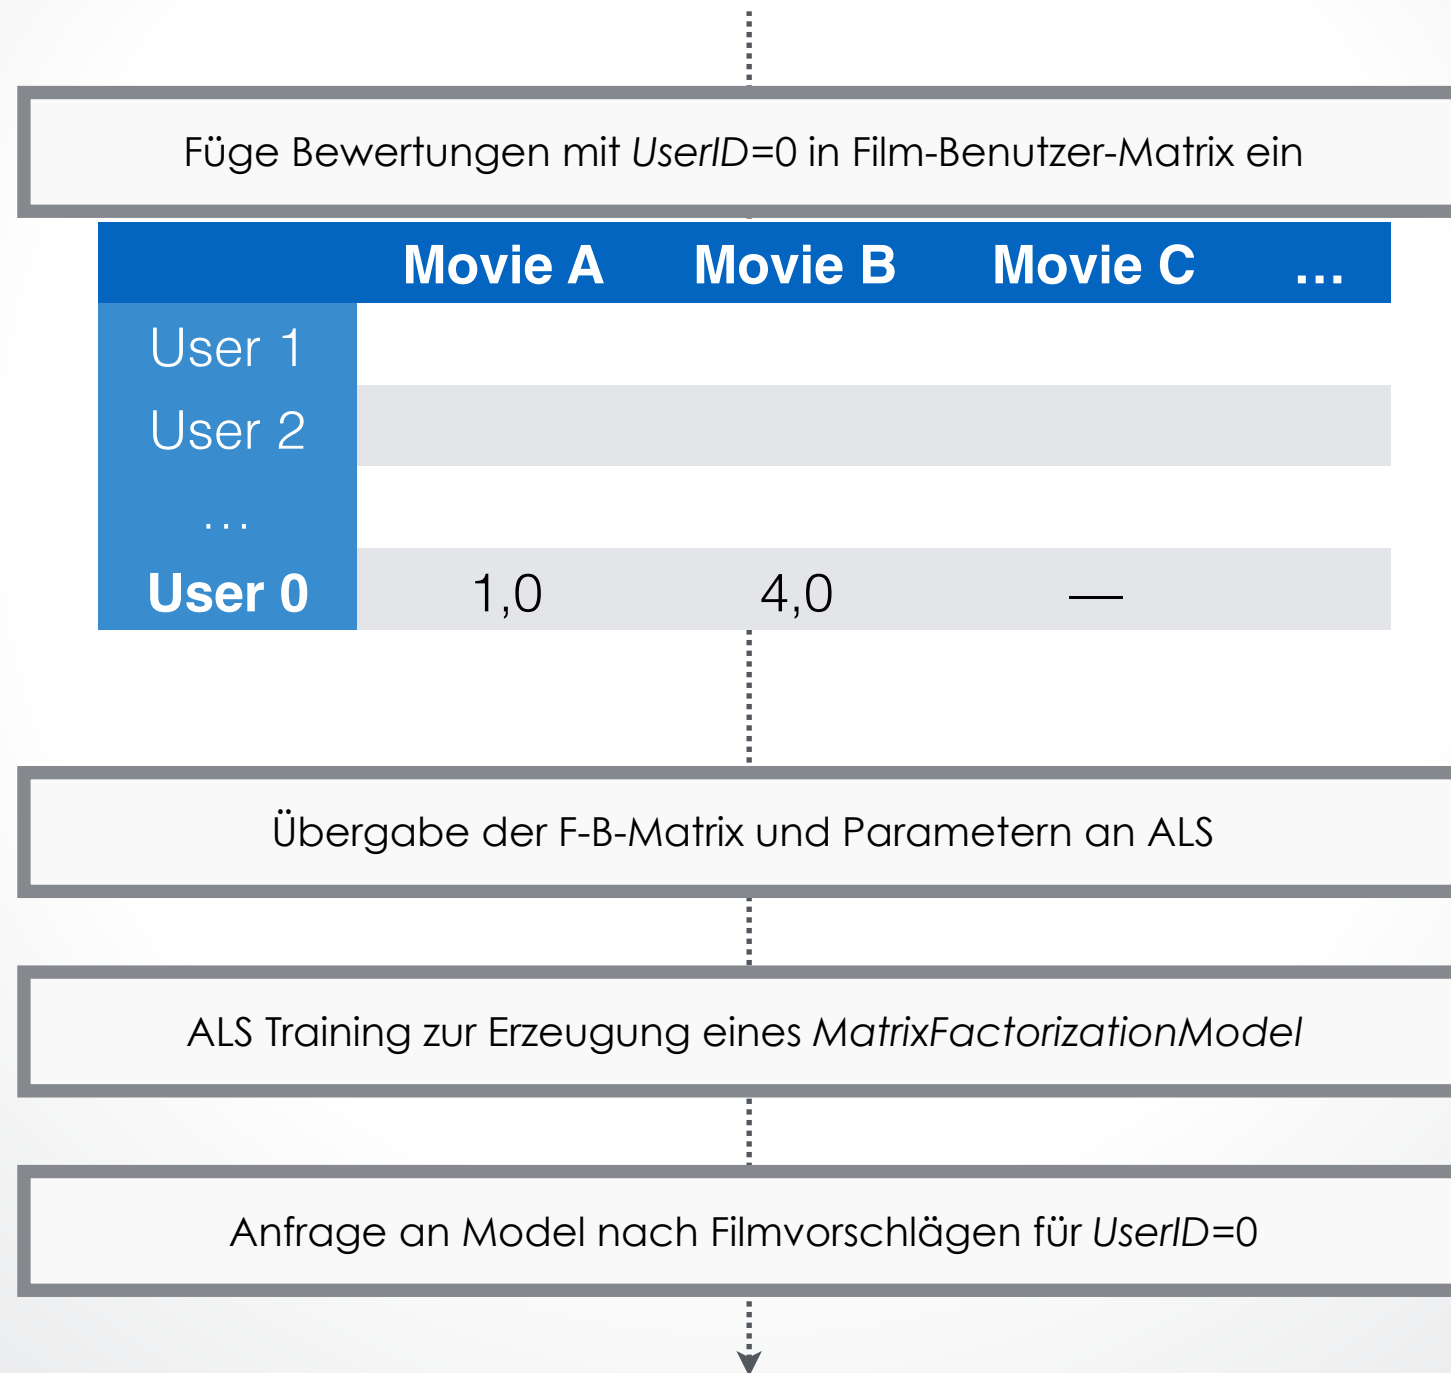 Füge Bewertungen mit UserID=0 in Film-Benutzer-Matrix ein
Movie A Movie B Movie C …
User 1
User 2
…
User 0 1,0 4,0 —
Übergabe der F-B-Matrix und Parametern an ALS
ALS Training zur Erzeugung eines MatrixFactorizationModel
Anfrage an Model nach Filmvorschlägen für UserID=0